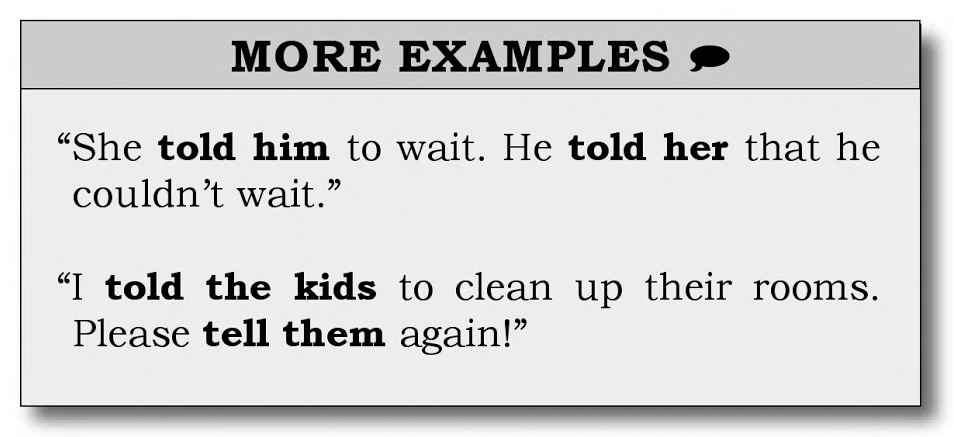 MORE EXAMPLES
“She told him to wait. He told her that he
couldn’t wait.”
“I told the kids to clean up their rooms.
Please tell them again!”